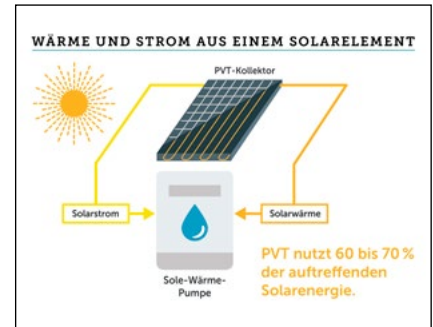 WÄRME UND STROM AUS EINEM SOLARELEMENT
PVT-Kollektor
Solarstrom
Solarwärme
Sole-Wärme-
Pumpe
PVT nutzt 60 bis 70 %
der auftreffenden
Solarenergie.